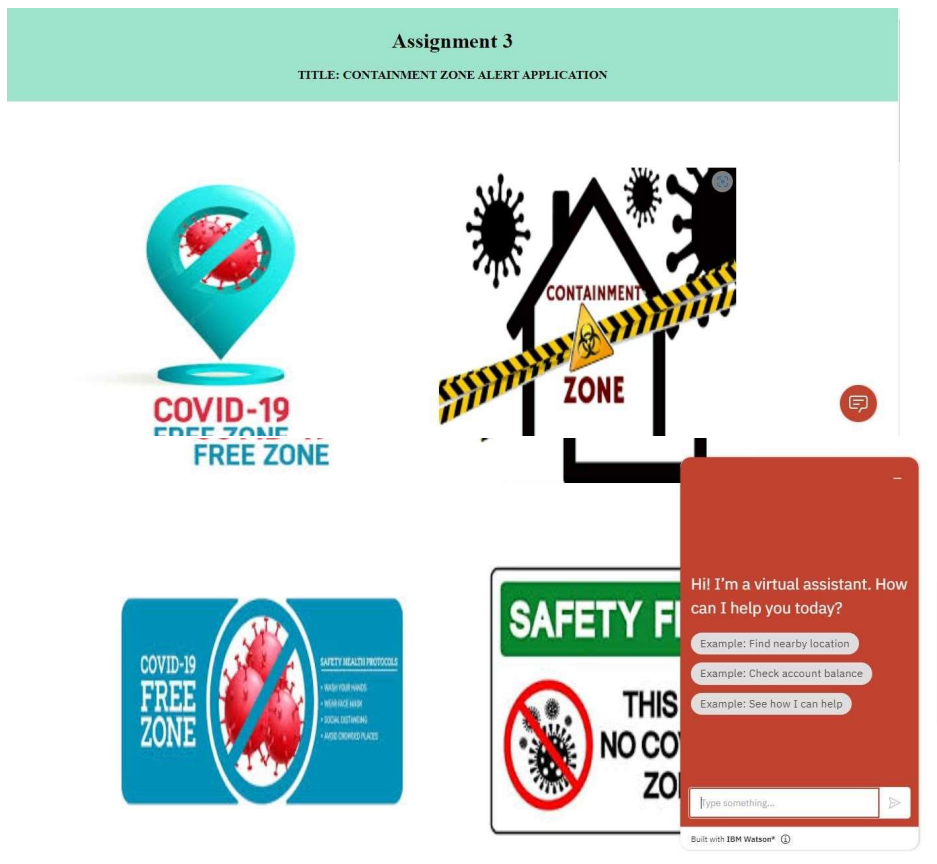 Assignment 3
TITLE: CONTAINMENT ZONE ALERT APPLICATION
COVID-19
FREE ZONE
FREE ZONE
CONTAINMENT
ZONE
COVID-19
FREE
ZONE
SAFETY HEALTH PROTOCOLS
• WASH YOUR HANDS
• WEAR FACE MASK
• SOCIAL DISTANCING
• AVOID CROWDED PLACES
SAFETY FI
THIS
NO COV
ZO
Hi! I'm a virtual assistant. How
can I help you today?
Example: Find nearby location
Example: Check account balance
Example: See how I can help
Type something...
Built with IBM Watson®